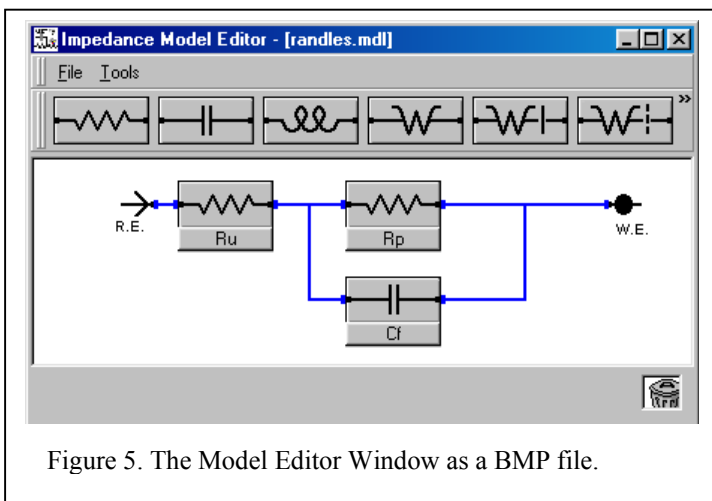 Impedance Model Editor - [randles.mdl]
File Tools
W W W
R.E.
Ru
Rp
W.E.
Cf
Figure 5. The Model Editor Window as a BMP file.